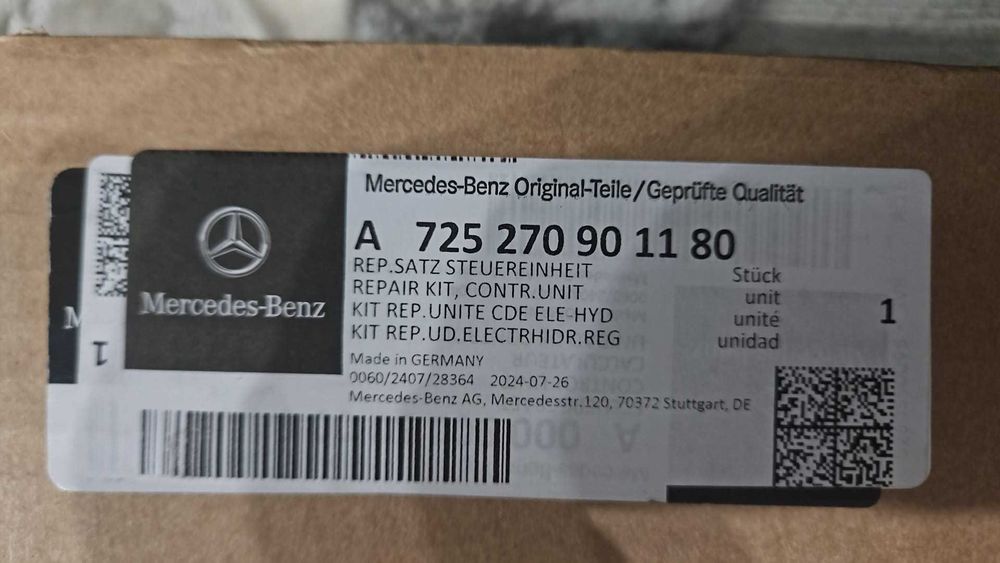 Mercedes-Benz
Mercedes-Benz Original-Teile/Geprüfte Qualität
A 725 270 90 11 80
REP.SATZ STEUEREINHEIT
REPAIR KIT, CONTR.UNIT
KIT REP.UNITE CDE ELE-HYD
KIT REP.UD.ELECTRHIDR.REG
Stück
unit
unité
unidad
1
Made in GERMANY
0060/2407/28364 2024-07-26
Mercedes-Benz AG, Mercedesstr.120, 70372 Stuttgart, DE
M
1
A 000